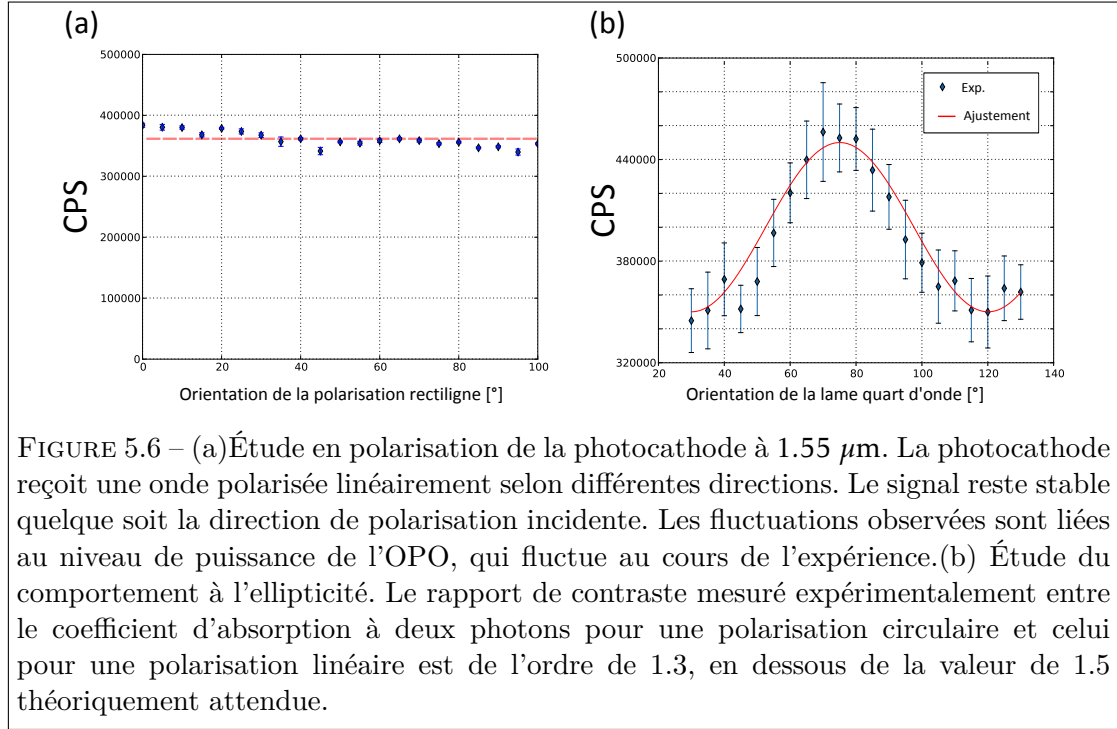 (a)
(b)
500000
400000
300000
200000
100000
0
CPS
0 20 40 60 80 100
Orientation de la polarisation rectiligne [°]
500000
440000
380000
320000
CPS
Exp.
Ajustement
20 40 60 80 100 120 140
Orientation de la lame quart d'onde [°]
FIGURE 5.6 – (a)Étude en polarisation de la photocathode à 1.55 μm. La photocathode
reçoit une onde polarisée linéairement selon différentes directions. Le signal reste stable
quelque soit la direction de polarisation incidente. Les fluctuations observées sont liées
au niveau de puissance de l'OPO, qui fluctue au cours de l'expérience.(b) Étude du
comportement à l'ellipticité. Le rapport de contraste mesuré expérimentalement entre
le coefficient d'absorption à deux photons pour une polarisation circulaire et celui
pour une polarisation linéaire est de l'ordre de 1.3, en dessous de la valeur de 1.5
théoriquement attendue.